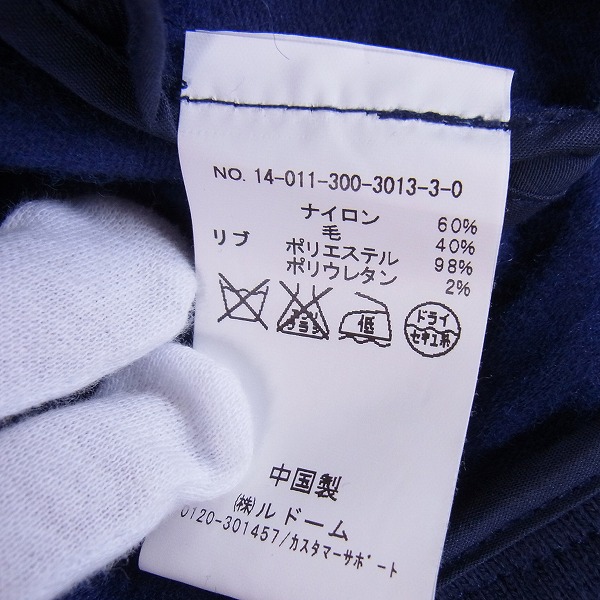 NO. 14-011-300-3013-3-0
ナイロン 60%
毛 40%
リブ ポリエステル 98%
ポリウレタン 2%
低
ドライ
セキユ系
中国製
(株)ルドーム
0120-301457/カスタマーサポート